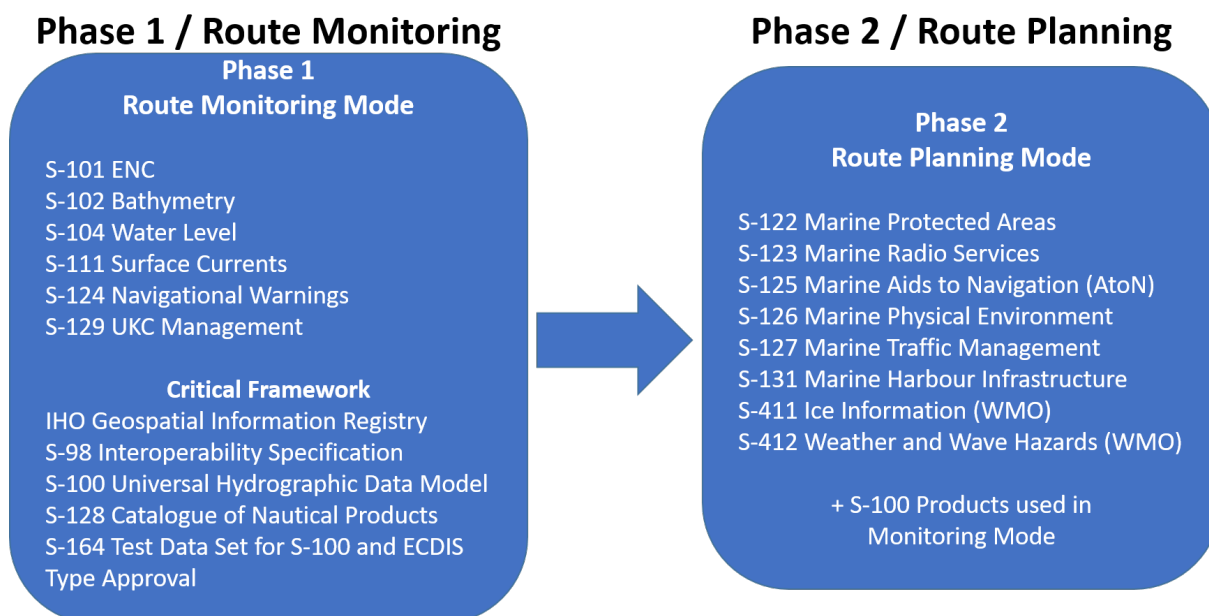 Phase 1 / Route Monitoring
Phase 1
Route Monitoring Mode
S-101 ENC
S-102 Bathymetry
S-104 Water Level
S-111 Surface Currents
S-124 Navigational Warnings
S-129 UKC Management
Critical Framework
IHO Geospatial Information Registry
S-98 Interoperability Specification
S-100 Universal Hydrographic Data Model
S-128 Catalogue of Nautical Products
S-164 Test Data Set for S-100 and ECDIS
Type Approval
Phase 2 / Route Planning
Phase 2
Route Planning Mode
S-122 Marine Protected Areas
S-123 Marine Radio Services
S-125 Marine Aids to Navigation (AtoN)
S-126 Marine Physical Environment
S-127 Marine Traffic Management
S-131 Marine Harbour Infrastructure
S-411 Ice Information (WMO)
S-412 Weather and Wave Hazards (WMO)
+ S-100 Products used in
Monitoring Mode